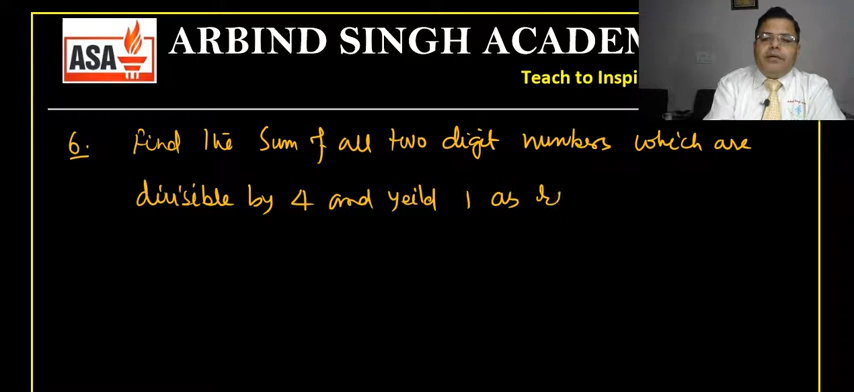 ASA
ARBIND SINGH ACADEM
Teach to Inspi
6. Find the Sum of all two digit numbers which are
divisible by 4 and yeild 1 as